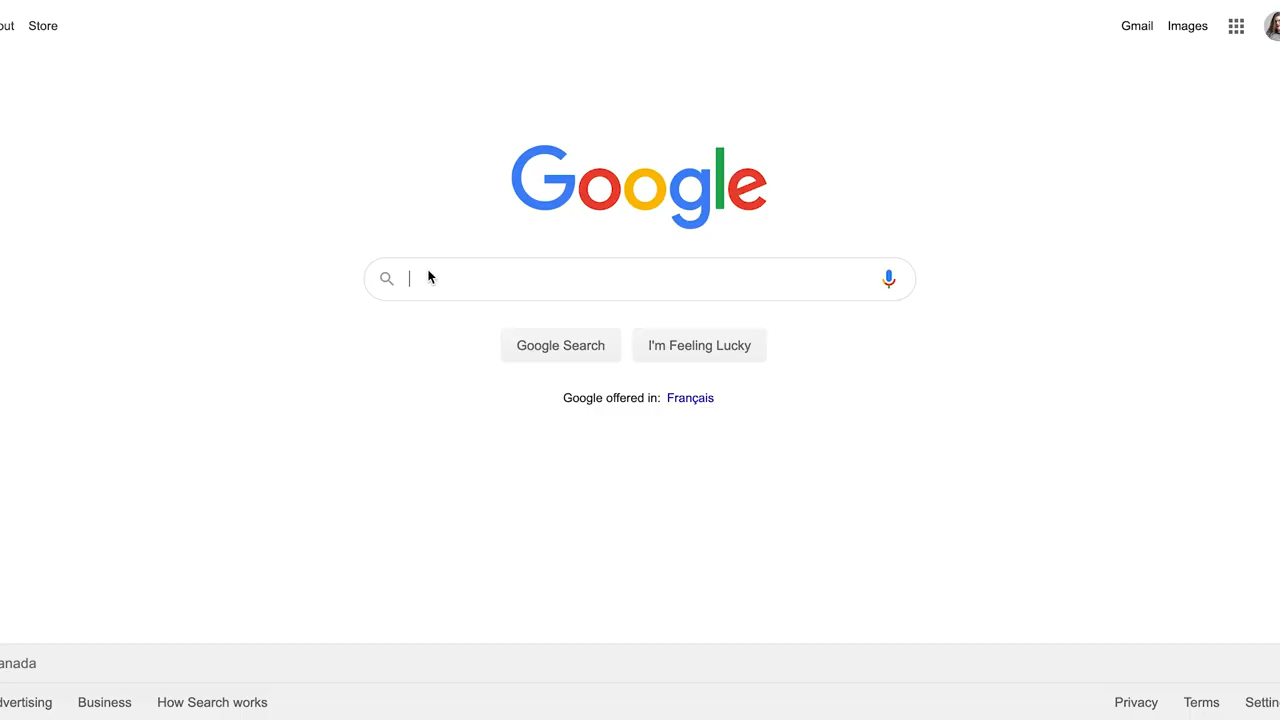 out Store
Gmail Images
Google
Google Search I'm Feeling Lucky
Google offered in: Français
anada
dvertising Business How Search works
Privacy Terms Settin